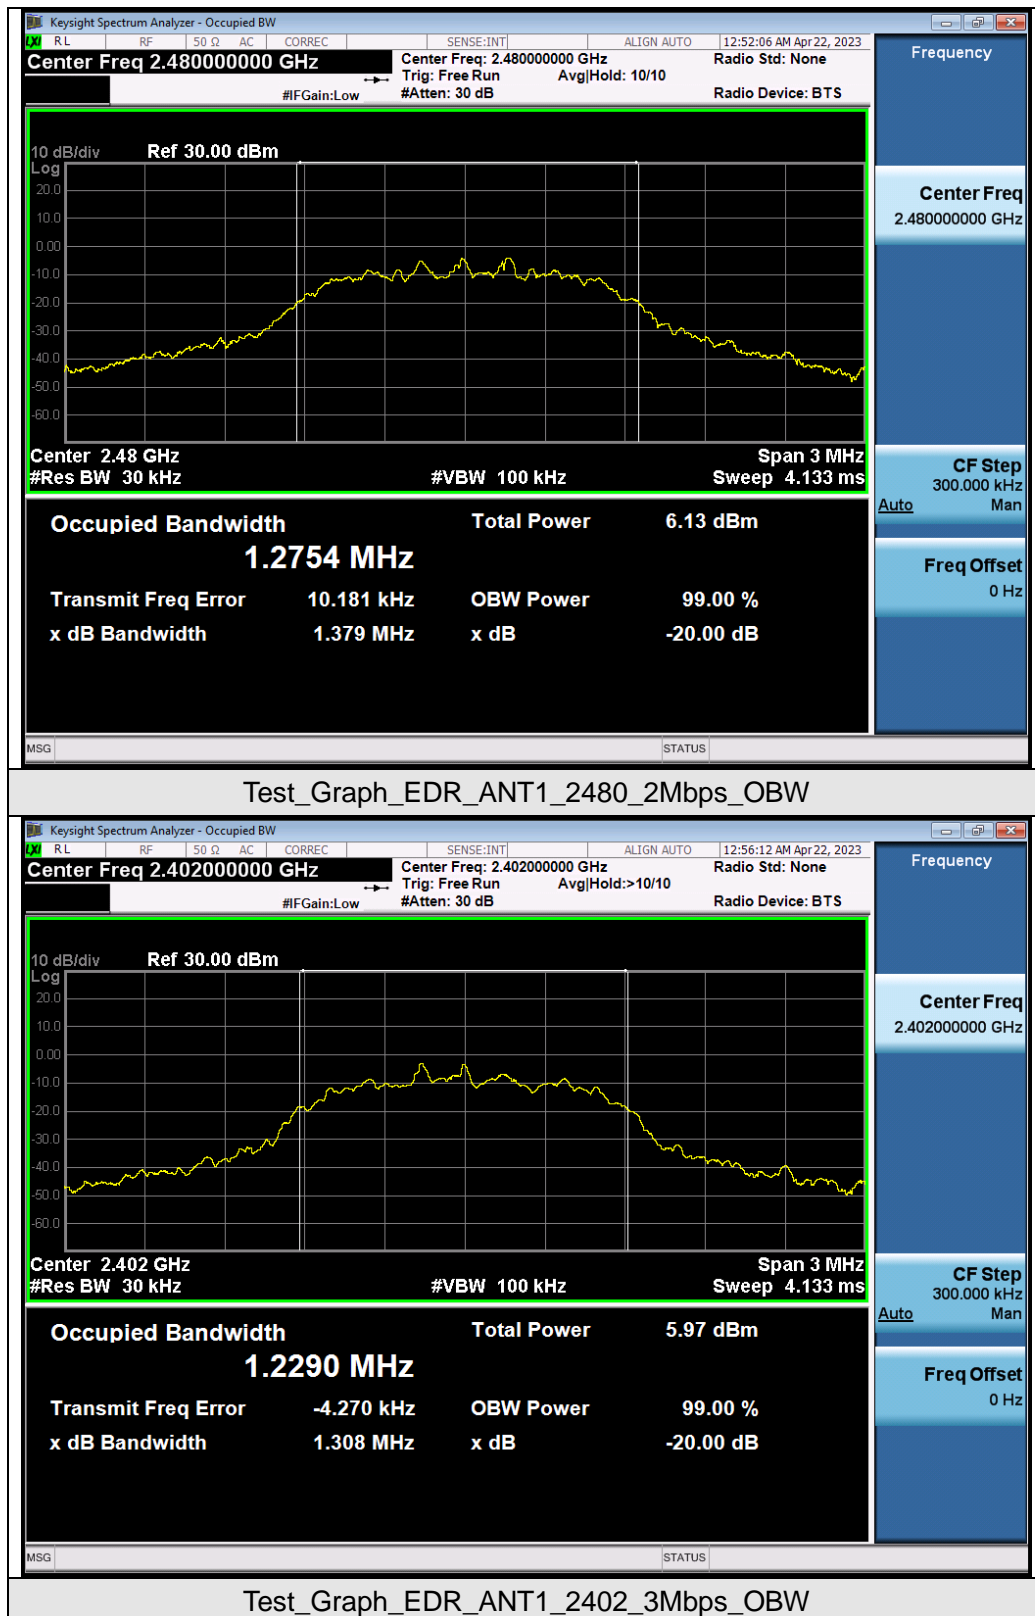 Keysight Spectrum Analyzer - Occupied BW
LXI RL RF 50 Ω AC CORREC SENSE:INT ALIGN AUTO 12:52:06 AM Apr 22, 2023
Center Freq 2.480000000 GHz
Center Freq: 2.480000000 GHz Radio Std: None
Trig: Free Run Avg|Hold: 10/10
#IFGain:Low #Atten: 30 dB Radio Device: BTS
Frequency
10 dB/div Ref 30.00 dBm
Log
20.0
10.0
0.00
-10.0
-20.0
-30.0
-40.0
-50.0
-60.0
Center 2.48 GHz Span 3 MHz
#Res BW 30 kHz #VBW 100 kHz Sweep 4.133 ms
Center Freq
2.480000000 GHz
CF Step
300.000 kHz
Auto Man
Freq Offset
0 Hz
Occupied Bandwidth Total Power 6.13 dBm
1.2754 MHz
Transmit Freq Error 10.181 kHz OBW Power 99.00 %
x dB Bandwidth 1.379 MHz x dB -20.00 dB
MSG STATUS
Test_Graph_EDR_ANT1_2480_2Mbps_OBW
Keysight Spectrum Analyzer - Occupied BW
LXI RL RF 50 Ω AC CORREC SENSE:INT ALIGN AUTO 12:56:12 AM Apr 22, 2023
Center Freq 2.402000000 GHz
Center Freq: 2.402000000 GHz Radio Std: None
Trig: Free Run Avg|Hold:>10/10
#IFGain:Low #Atten: 30 dB Radio Device: BTS
Frequency
10 dB/div Ref 30.00 dBm
Log
20.0
10.0
0.00
-10.0
-20.0
-30.0
-40.0
-50.0
-60.0
Center 2.402 GHz Span 3 MHz
#Res BW 30 kHz #VBW 100 kHz Sweep 4.133 ms
Center Freq
2.402000000 GHz
CF Step
300.000 kHz
Auto Man
Freq Offset
0 Hz
Occupied Bandwidth Total Power 5.97 dBm
1.2290 MHz
Transmit Freq Error -4.270 kHz OBW Power 99.00 %
x dB Bandwidth 1.308 MHz x dB -20.00 dB
MSG STATUS
Test_Graph_EDR_ANT1_2402_3Mbps_OBW